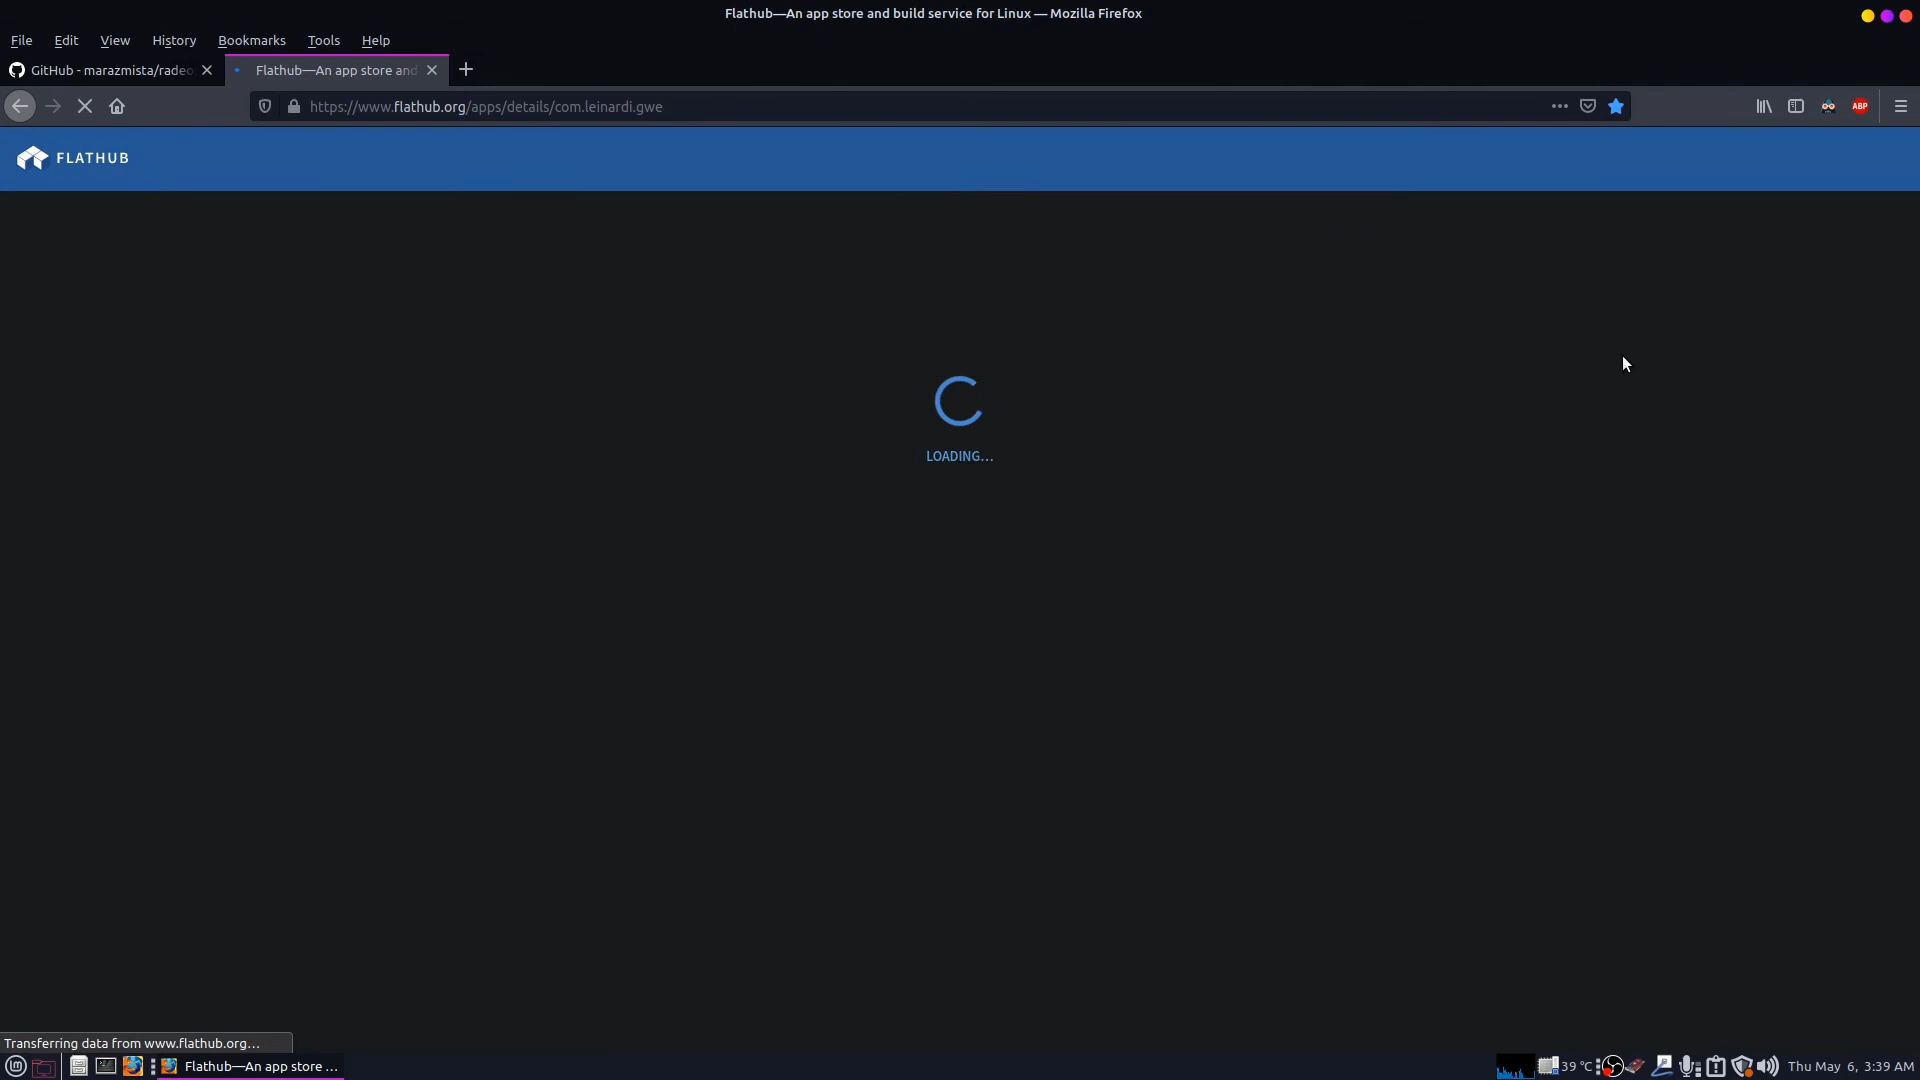 Flathub—An app store and build service for Linux — Mozilla Firefox
File Edit View History Bookmarks Tools Help
GitHub - marazmista/radeo
Flathub—An app store and
https://www.flathub.org/apps/details/com.leinardi.gwe
ABP
FLATHUB
LOADING...
Transferring data from www.flathub.org…
Flathub—An app store ...
39 °C
Thu May 6, 3:39 AM